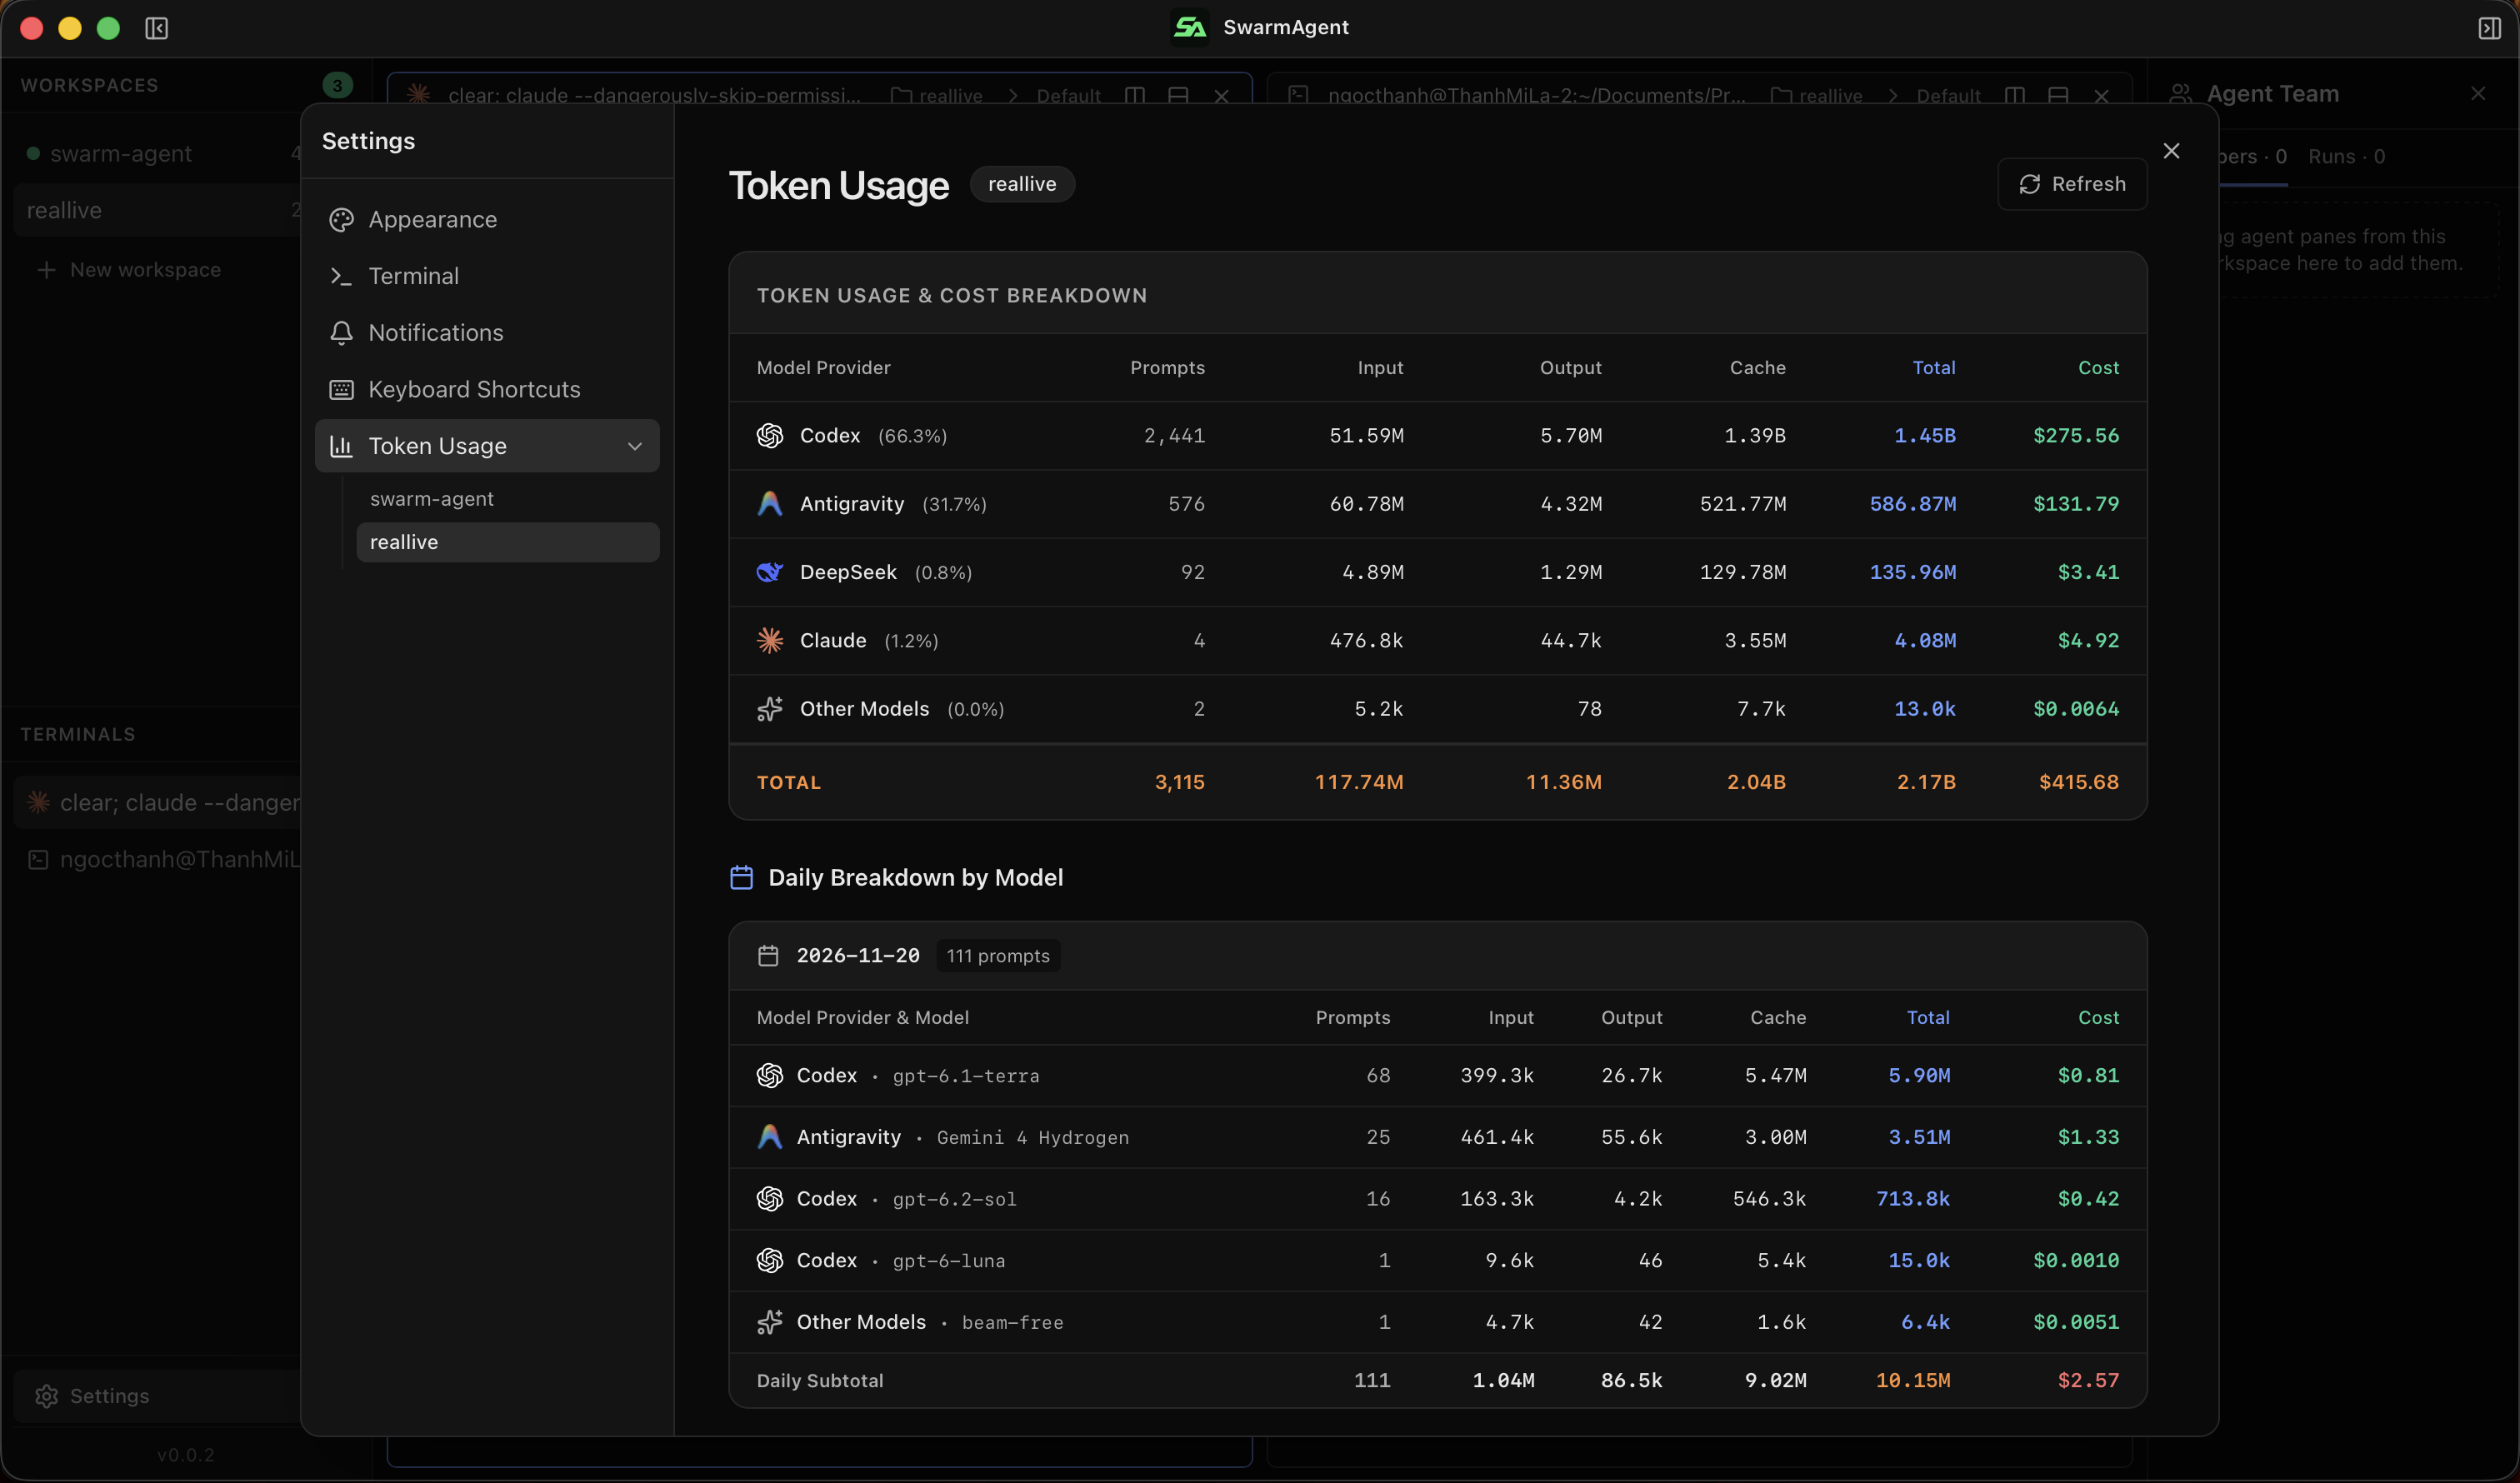 SwarmAgent
WORKSPACES 3
swarm-agent 4
reallive 2
New workspace
TERMINALS
clear; claude --danger
ngocthanh@ThanhMiL
Settings
v0.0.2
clear; claude --dangerously-skip-permissi... reallive > Default
ngocthanh@ThanhMiLa-2:~/Documents/Pr... reallive > Default
Agent Team
· 0 Runs · 0
agent panes from this
here to add them.
Settings
Appearance
Terminal
Notifications
Keyboard Shortcuts
Token Usage
swarm-agent
reallive
Token Usage reallive
Refresh
TOKEN USAGE & COST BREAKDOWN
Model Provider Prompts Input Output Cache Total Cost
Codex (66.3%) 2,441 51.59M 5.70M 1.39B 1.45B $275.56
Antigravity (31.7%) 576 60.78M 4.32M 521.77M 586.87M $131.79
DeepSeek (0.8%) 92 4.89M 1.29M 129.78M 135.96M $3.41
Claude (1.2%) 4 476.8k 44.7k 3.55M 4.08M $4.92
Other Models (0.0%) 2 5.2k 78 7.7k 13.0k $0.0064
TOTAL 3,115 117.74M 11.36M 2.04B 2.17B $415.68
Daily Breakdown by Model
2026-11-20 111 prompts
Model Provider & Model Prompts Input Output Cache Total Cost
Codex · gpt-6.1-terra 68 399.3k 26.7k 5.47M 5.90M $0.81
Antigravity · Gemini 4 Hydrogen 25 461.4k 55.6k 3.00M 3.51M $1.33
Codex · gpt-6.2-sol 16 163.3k 4.2k 546.3k 713.8k $0.42
Codex · gpt-6-luna 1 9.6k 46 5.4k 15.0k $0.0010
Other Models · beam-free 1 4.7k 42 1.6k 6.4k $0.0051
Daily Subtotal 111 1.04M 86.5k 9.02M 10.15M $2.57